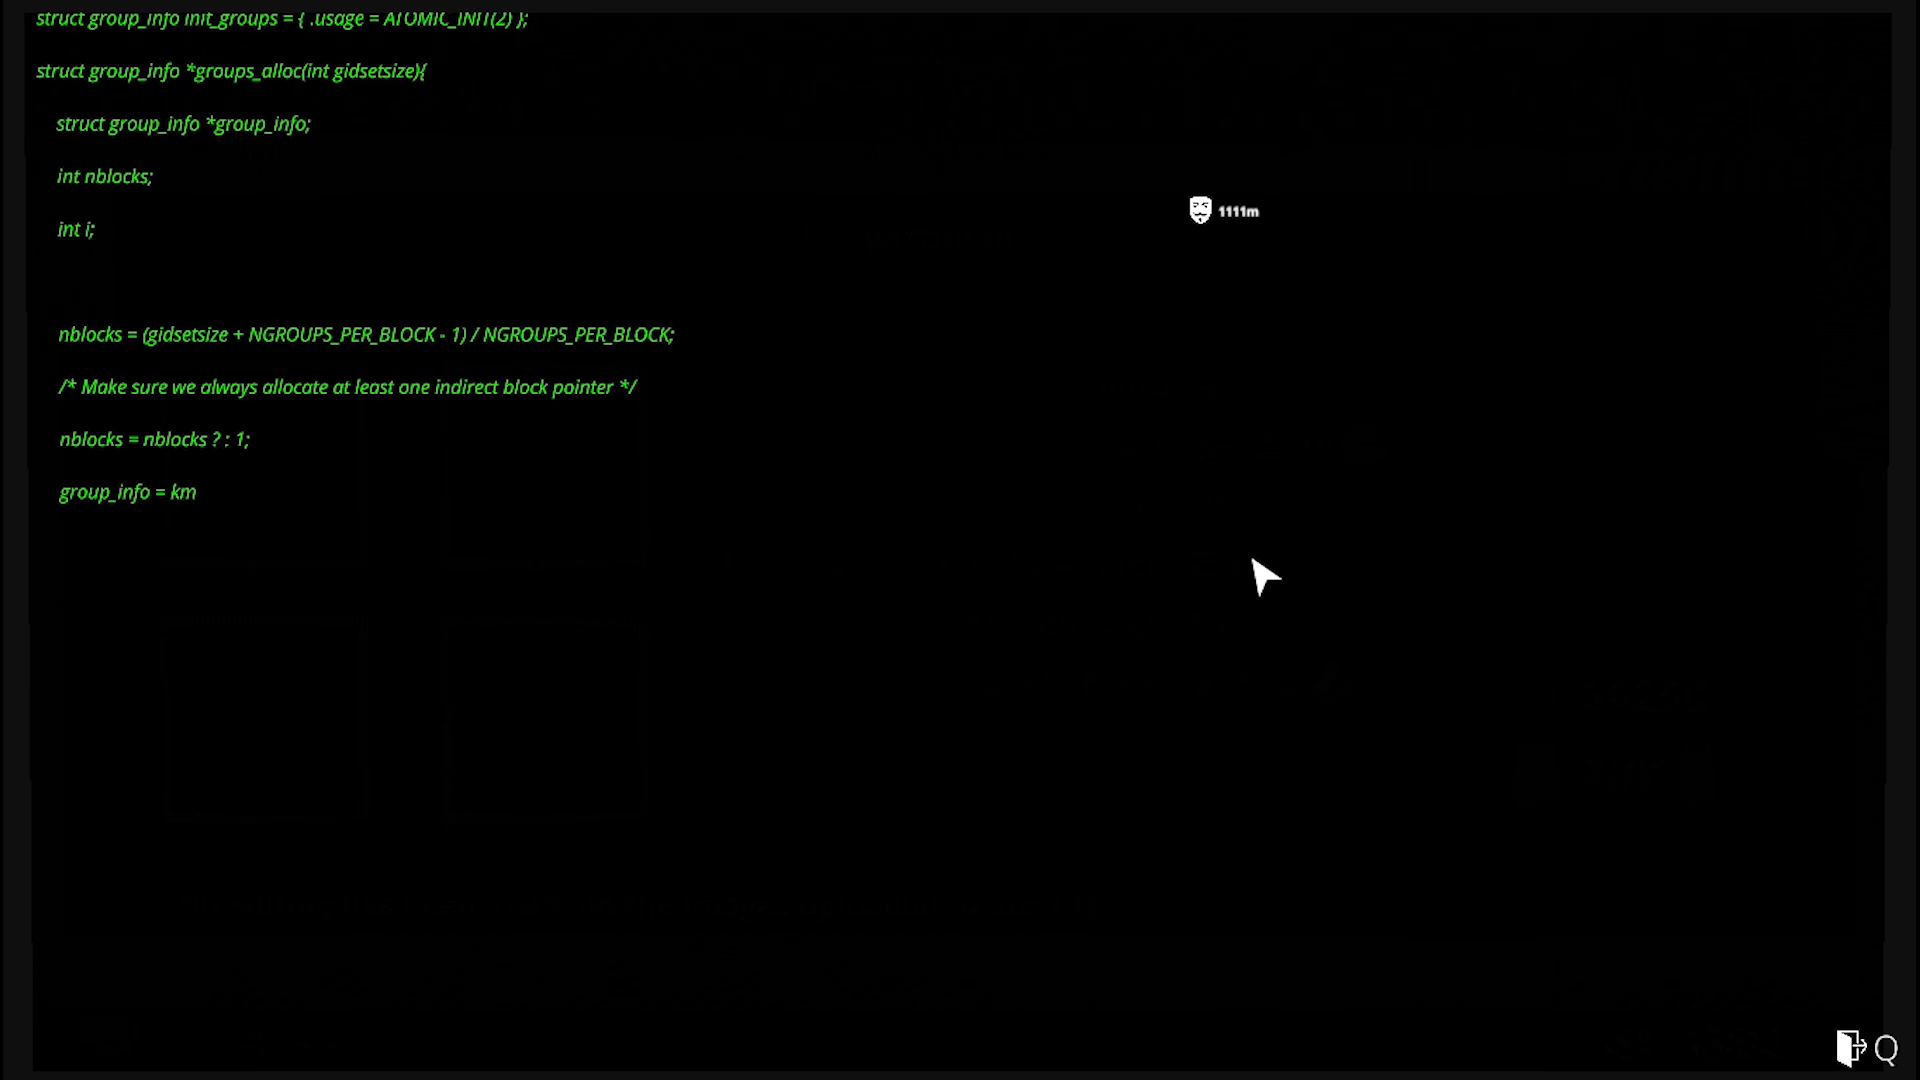 struct group_info init_groups = { .usage = ATOMIC_INIT(2) };
struct group_info *groups_alloc(int gidsetsize){
struct group_info *group_info;
int nblocks;
int i;
1111m
nblocks = (gidsetsize + NGROUPS_PER_BLOCK - 1) / NGROUPS_PER_BLOCK;
/* Make sure we always allocate at least one indirect block pointer */
nblocks = nblocks ? : 1;
group_info = km
Q